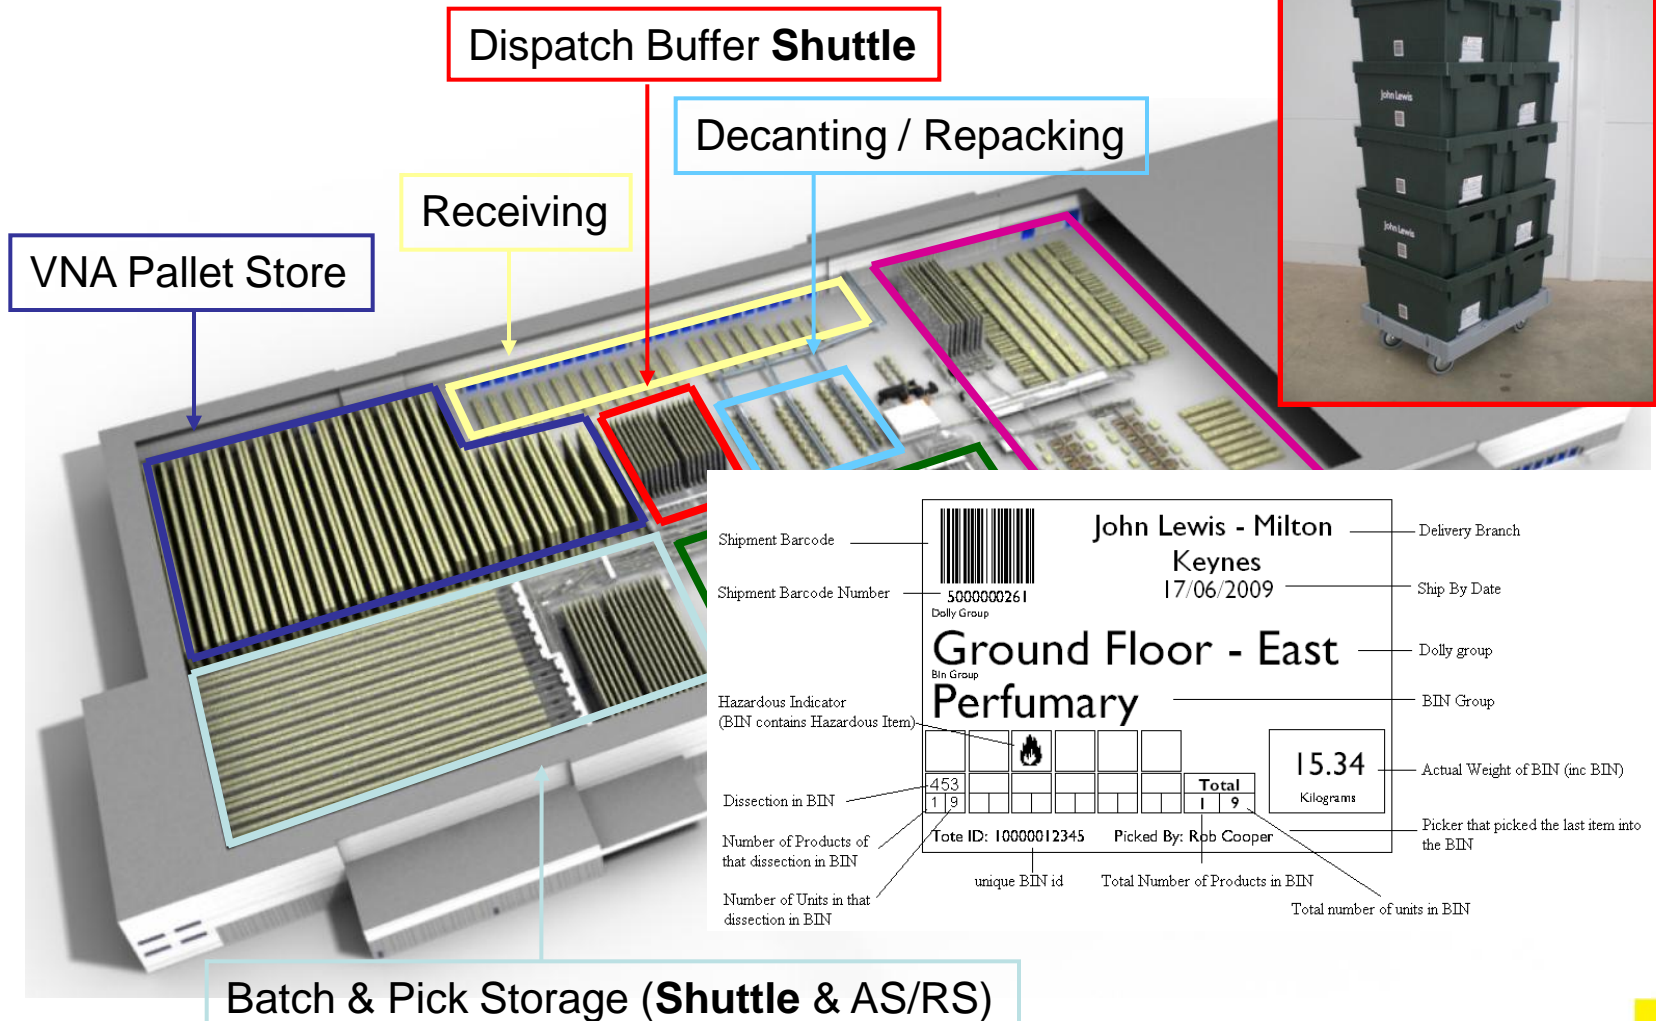 Dispatch Buffer Shuttle
Decanting / Repacking
Receiving
VNA Pallet Store
John Lewis
John Lewis
Shipment Barcode
John Lewis - Milton
Keynes
Delivery Branch
Shipment Barcode Number
5000000261
17/06/2009
Ship By Date
Dolly Group
Ground Floor - East
Dolly group
Bin Group
Perfumary
BIN Group
Hazardous Indicator
(BIN contains Hazardous Item)
15.34
Kilograms
Actual Weight of BIN (inc BIN)
Dissection in BIN
453
1 9
Total
1 9
Number of Products of
that dissection in BIN
Tote ID: 10000012345 Picked By: Rob Cooper
Picker that picked the last item into
the BIN
unique BIN id
Total Number of Products in BIN
Number of Units in that
dissection in BIN
Total number of units in BIN
Batch & Pick Storage (Shuttle & AS/RS)